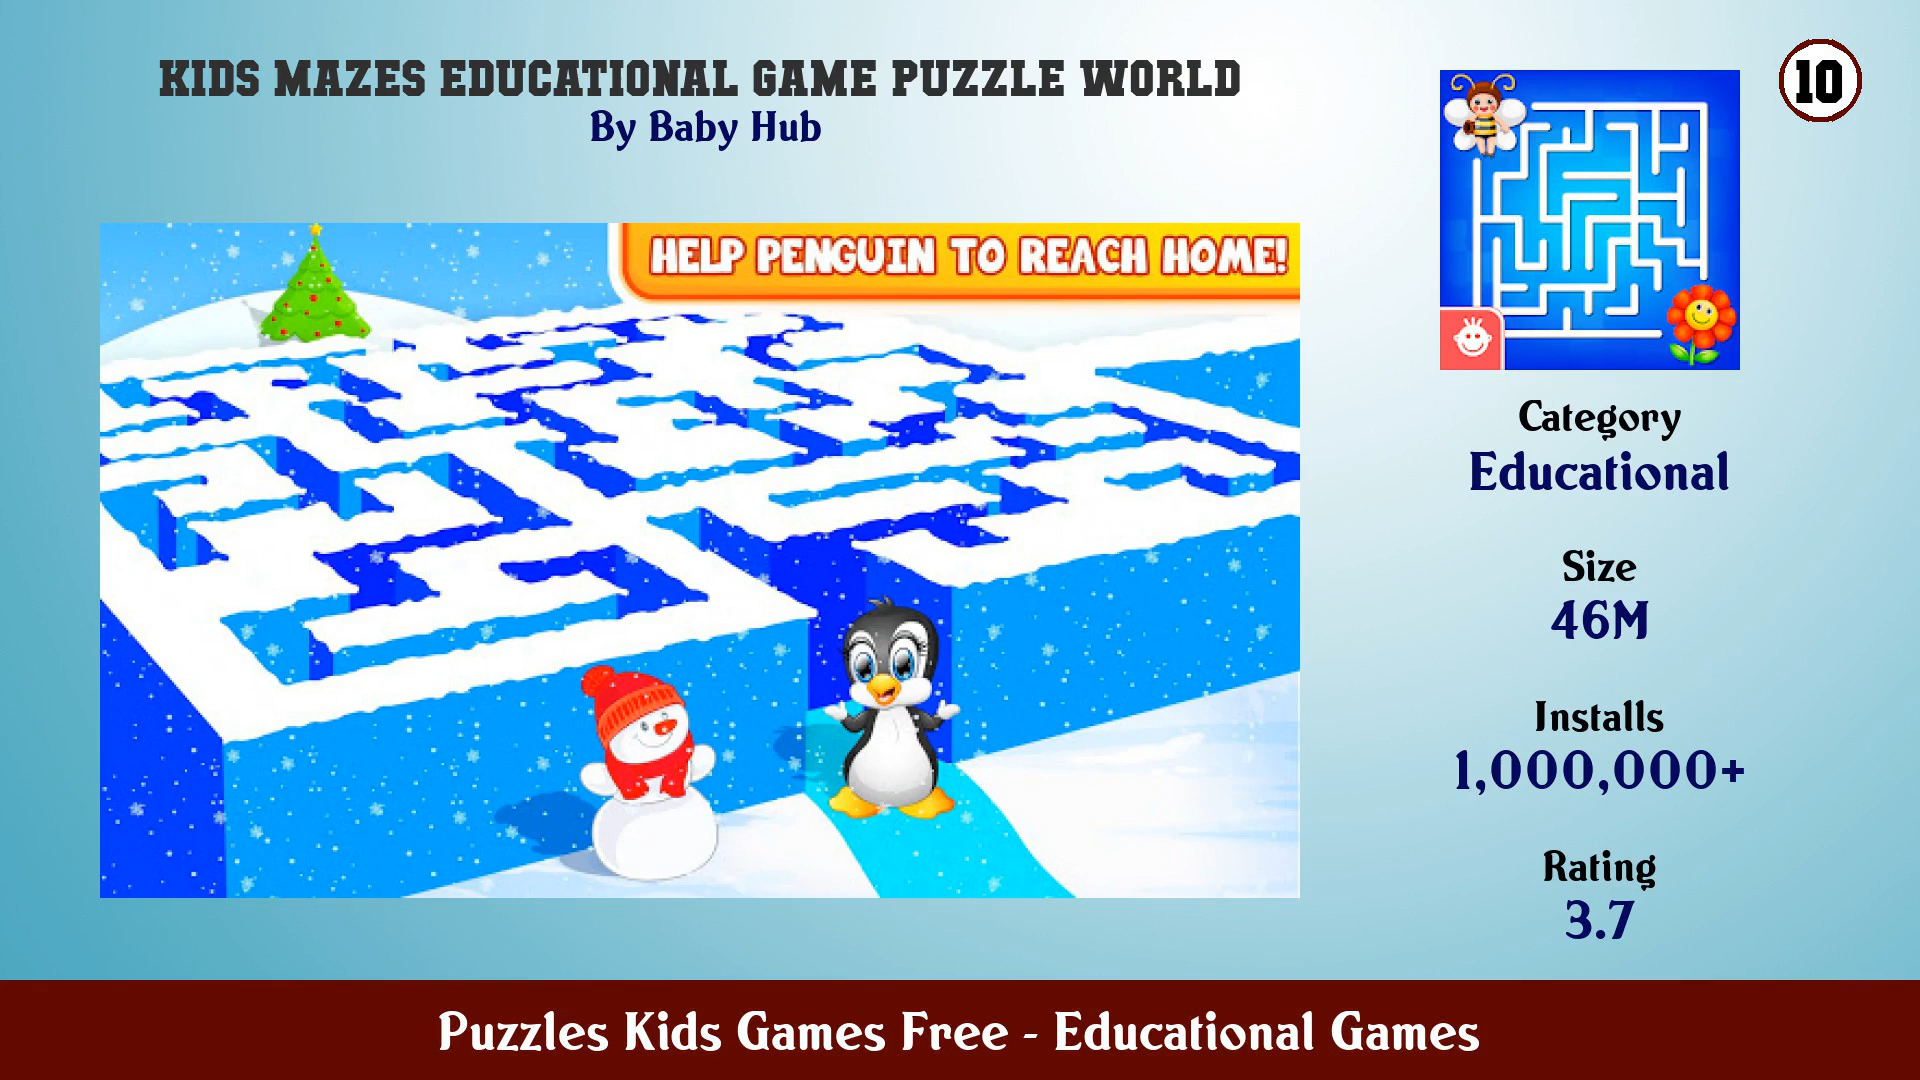 KIDS MAZES EDUCATIONAL GAME PUZZLE WORLD
By Baby Hub
10
HELP PENGUIN TO REACH HOME!
Category
Educational
Size
46M
Installs
1,000,000+
Rating
3.7
Puzzles Kids Games Free - Educational Games